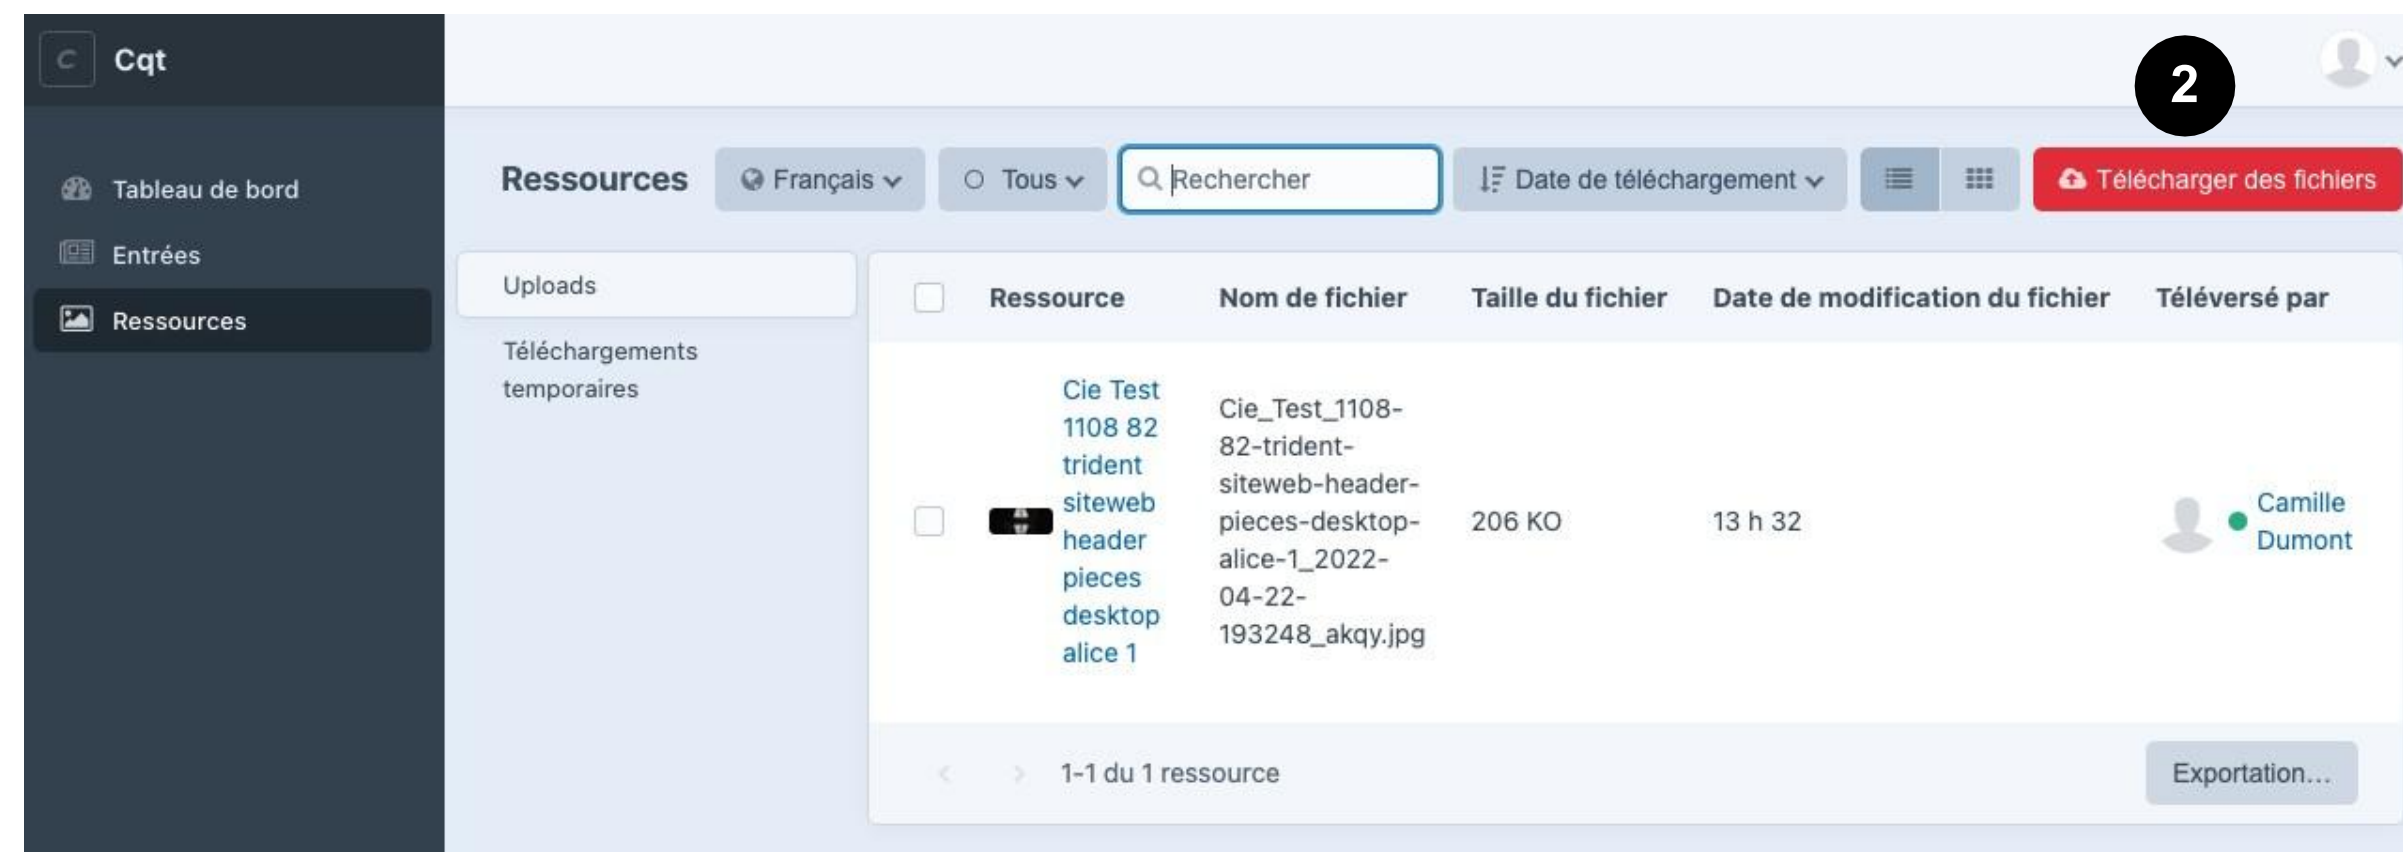 C Cqt
2
Tableau de bord
Entrées
Ressources
Ressources Français Tous Rechercher Date de téléchargement Télécharger des fichiers
Uploads
Téléchargements
temporaires
Ressource Nom de fichier Taille du fichier Date de modification du fichier Téléversé par
Cie Test
1108 82
trident
siteweb
header
pieces
desktop
alice 1
Cie_Test_1108-
82-trident-
siteweb-header-
pieces-desktop-
alice-1_2022-
04-22-
193248_akqy.jpg
206 KO
13 h 32
Camille
Dumont
1-1 du 1 ressource
Exportation...